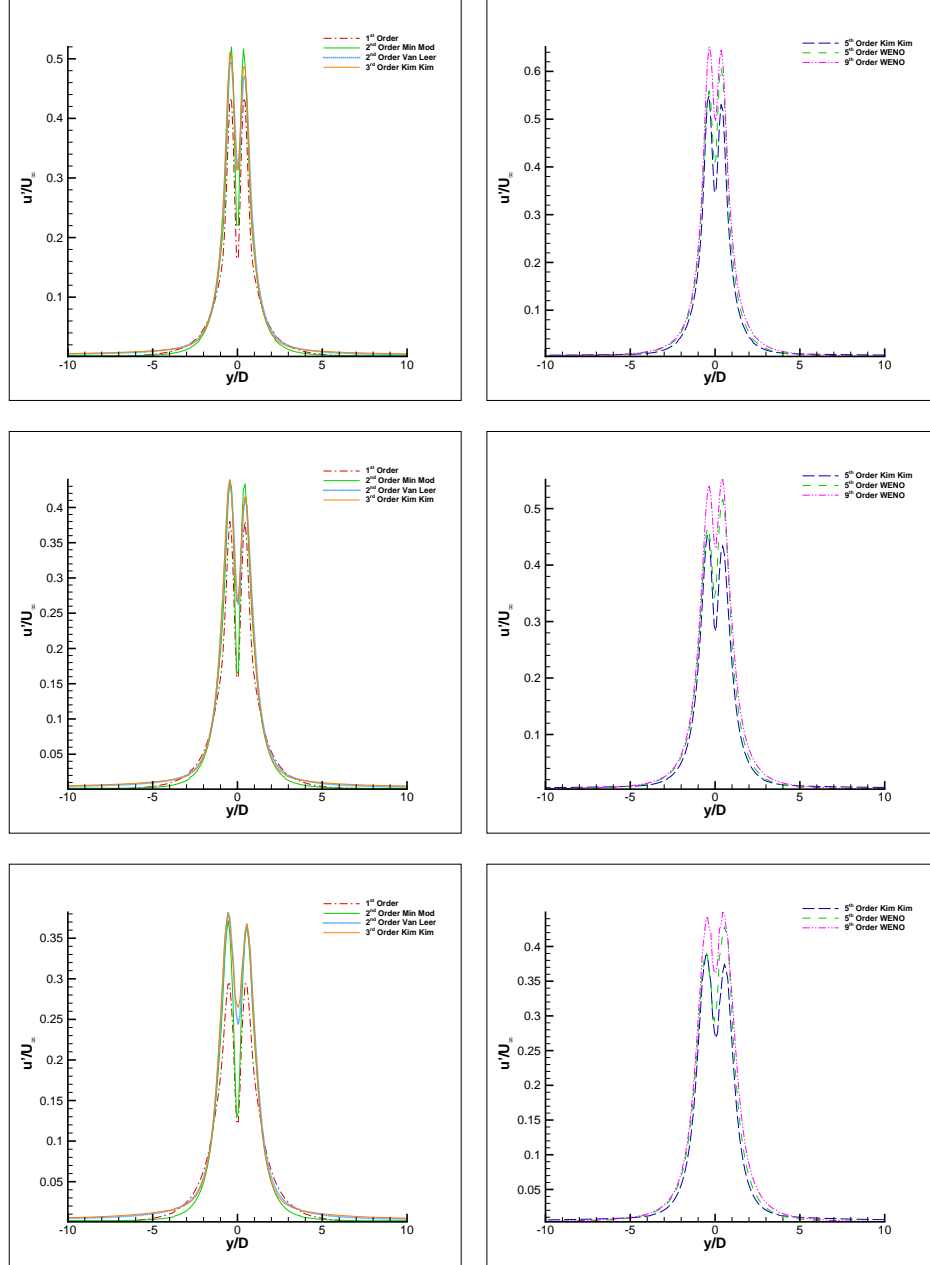 1st Order
2nd Order Min Mod
2nd Order Van Leer
3rd Order Kim Kim
u'/U∞
0.5
0.4
0.3
0.2
0.1
-10
-5
0
5
10
y/D
5th Order Kim Kim
5th Order WENO
9th Order WENO
u'/U∞
0.6
0.5
0.4
0.3
0.2
0.1
-10
-5
0
5
10
y/D
1st Order
2nd Order Min Mod
2nd Order Van Leer
3rd Order Kim Kim
u'/U∞
0.4
0.35
0.3
0.25
0.2
0.15
0.1
0.05
-10
-5
0
5
10
y/D
5th Order Kim Kim
5th Order WENO
9th Order WENO
u'/U∞
0.5
0.4
0.3
0.2
0.1
-10
-5
0
5
10
y/D
1st Order
2nd Order Min Mod
2nd Order Van Leer
3rd Order Kim Kim
u'/U∞
0.35
0.3
0.25
0.2
0.15
0.1
0.05
-10
-5
0
5
10
y/D
5th Order Kim Kim
5th Order WENO
9th Order WENO
u'/U∞
0.4
0.35
0.3
0.25
0.2
0.15
0.1
0.05
-10
-5
0
5
10
y/D